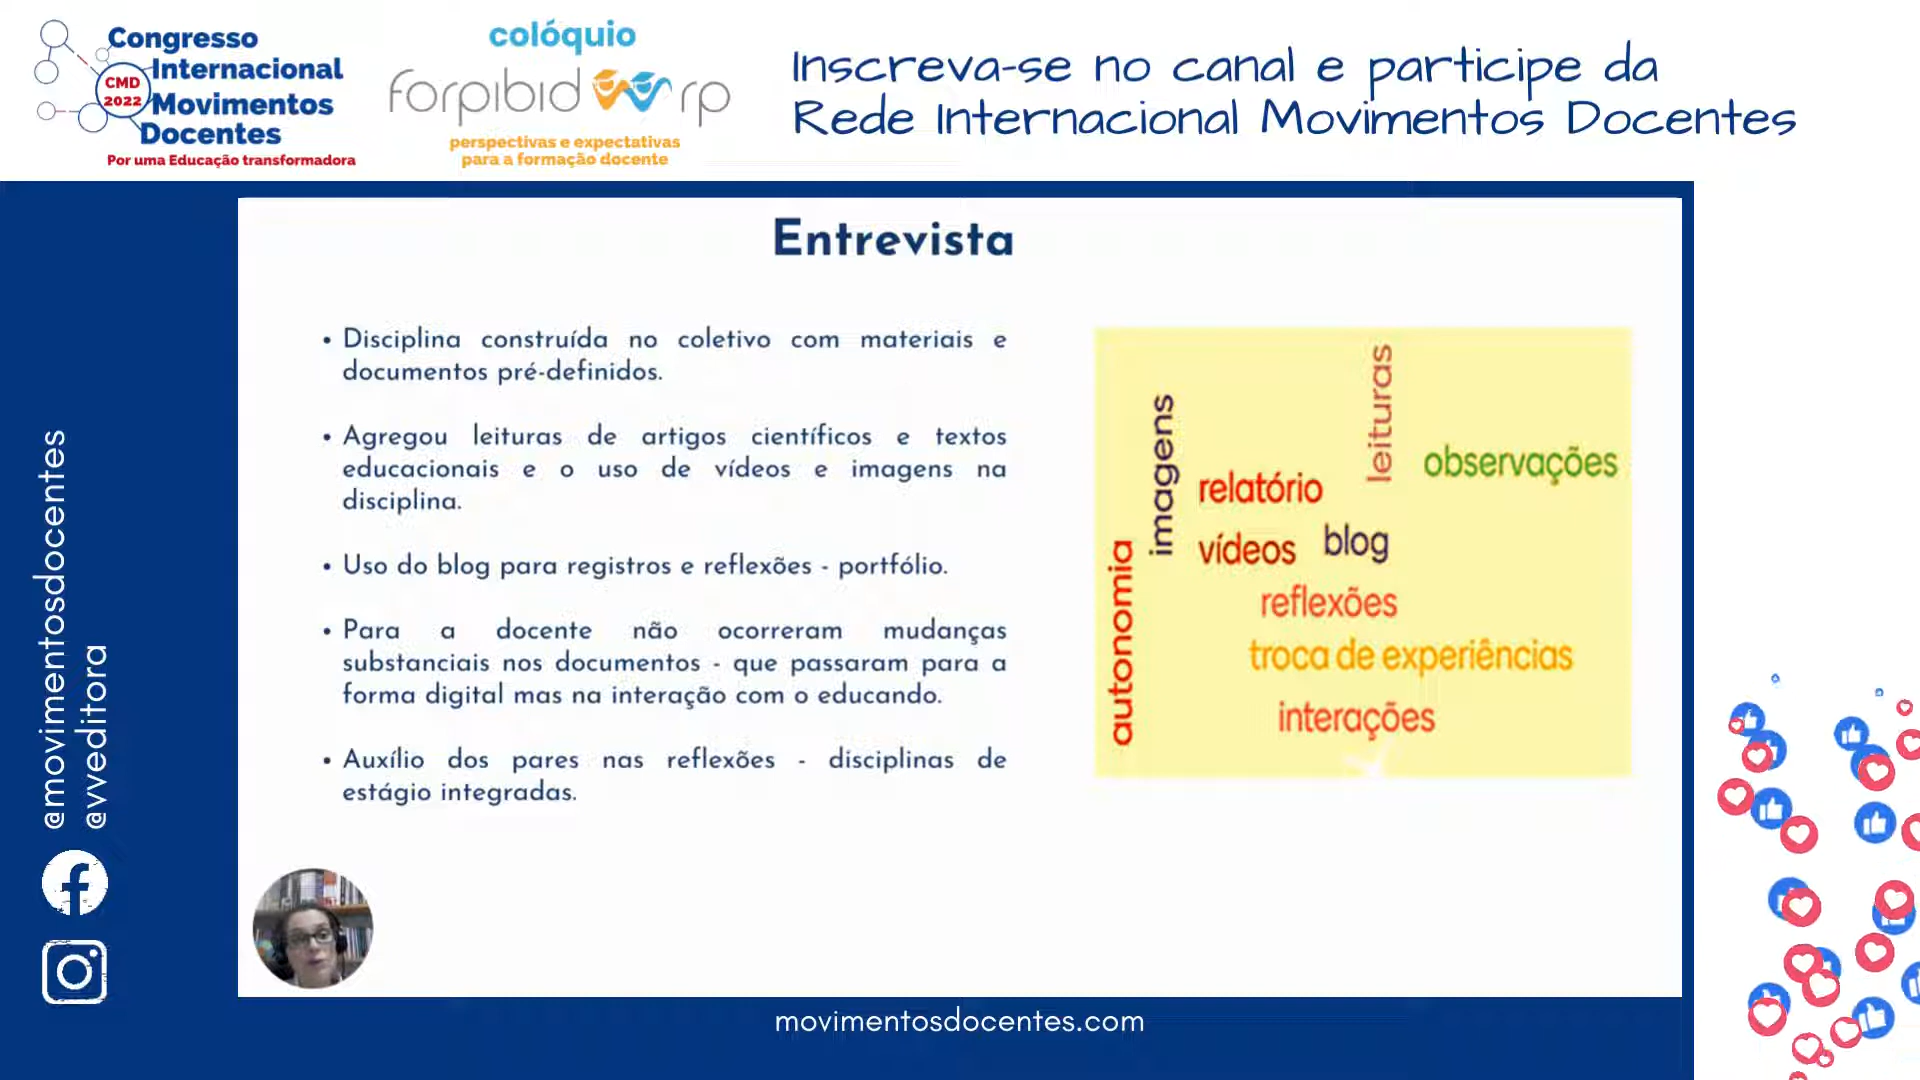 Congresso
Internacional
CMD
2022
Movimentos
Docentes
Por uma Educação transformadora
colóquio
forpibid rp
perspectivas e expectativas
para a formação docente
Inscreva-se no canal e participe da
Rede Internacional Movimentos Docentes
Entrevista
• Disciplina construída no coletivo com materiais e
documentos pré-definidos.
• Agregou leituras de artigos científicos e textos
educacionais e o uso de vídeos e imagens na
disciplina.
• Uso do blog para registros e reflexões - portfólio.
• Para a docente não ocorreram mudanças
substanciais nos documentos - que passaram para a
forma digital mas na interação com o educando.
• Auxílio dos pares nas reflexões - disciplinas de
estágio integradas.
autonomia
imagens
leituras
observações
relatório
vídeos
blog
reflexões
troca de experiências
interações
@movimentosdocentes
@vveditora
movimentosdocentes.com